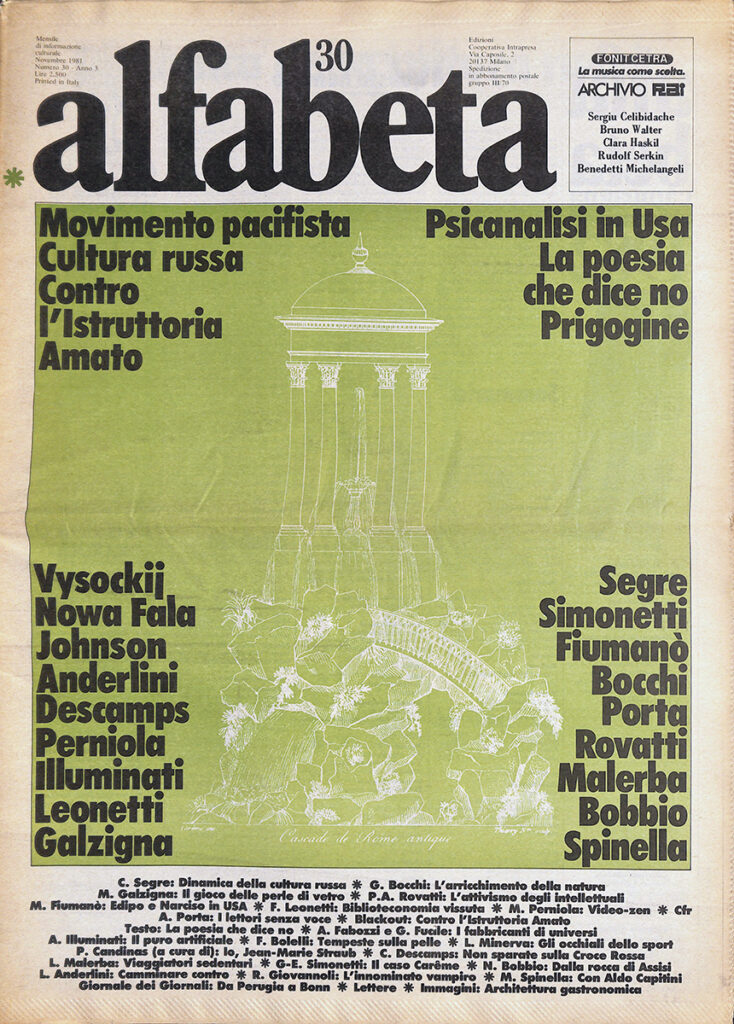 Mensile
di informazione
culturale
Novembre 1981
Numero 30 - Anno 3
Lire 2.500
Printed in Italy
30
alfabeta
Edizioni
Cooperativa Intrapresa
Via Caposile, 2
20137 Milano
Spedizione
in abbonamento postale
gruppo III/70
FONIT CETRA
La musica come scelta.
ARCHIVIO RAI
Sergiu Celibidache
Bruno Walter
Clara Haskil
Rudolf Serkin
Benedetti Michelangeli
Movimento pacifista
Cultura russa
Contro
l'Istruttoria
Amato
Psicanalisi in Usa
La poesia
che dice no
Prigogine
Vysockij
Nowa Fala
Johnson
Anderlini
Descamps
Perniola
Illuminati
Leonetti
Galzigna
Segre
Simonetti
Fiumanò
Bocchi
Porta
Rovatti
Malerba
Bobbio
Spinella
Cascade de Rome antique
C. Segre: Dinamica della cultura russa ✻ G. Bocchi: L'arricchimento della natura
M. Galzigna: Il gioco delle perle di vetro ✻ P.A. Rovatti: L'attivismo degli intellettuali
M. Fiumanò: Edipo e Narciso in USA ✻ F. Leonetti: Biblioteconomia vissuta ✻ M. Perniola: Video-zen ✻ Cfr
A. Porta: I lettori senza voce ✻ Blackout: Contro l'Istruttoria Amato
Testo: La poesia che dice no ✻ A. Fabozzi e G. Fucile: I fabbricanti di universi
A. Illuminati: Il puro artificiale ✻ F. Bolelli: Tempeste sulla pelle ✻ L. Minerva: Gli occhiali dello sport
P. Candinas (a cura di): Io, Jean-Marie Straub ✻ C. Descamps: Non sparate sulla Croce Rossa
L. Malerba: Viaggiatori sedentari ✻ G-E. Simonetti: Il caso Carême ✻ N. Bobbio: Dalla rocca di Assisi
L. Anderlini: Camminare contro ✻ R. Giovannoli: L'innominato vampiro ✻ M. Spinella: Con Aldo Capitini
Giornale dei Giornali: Da Perugia a Bonn ✻ Lettere ✻ Immagini: Architettura gastronomica